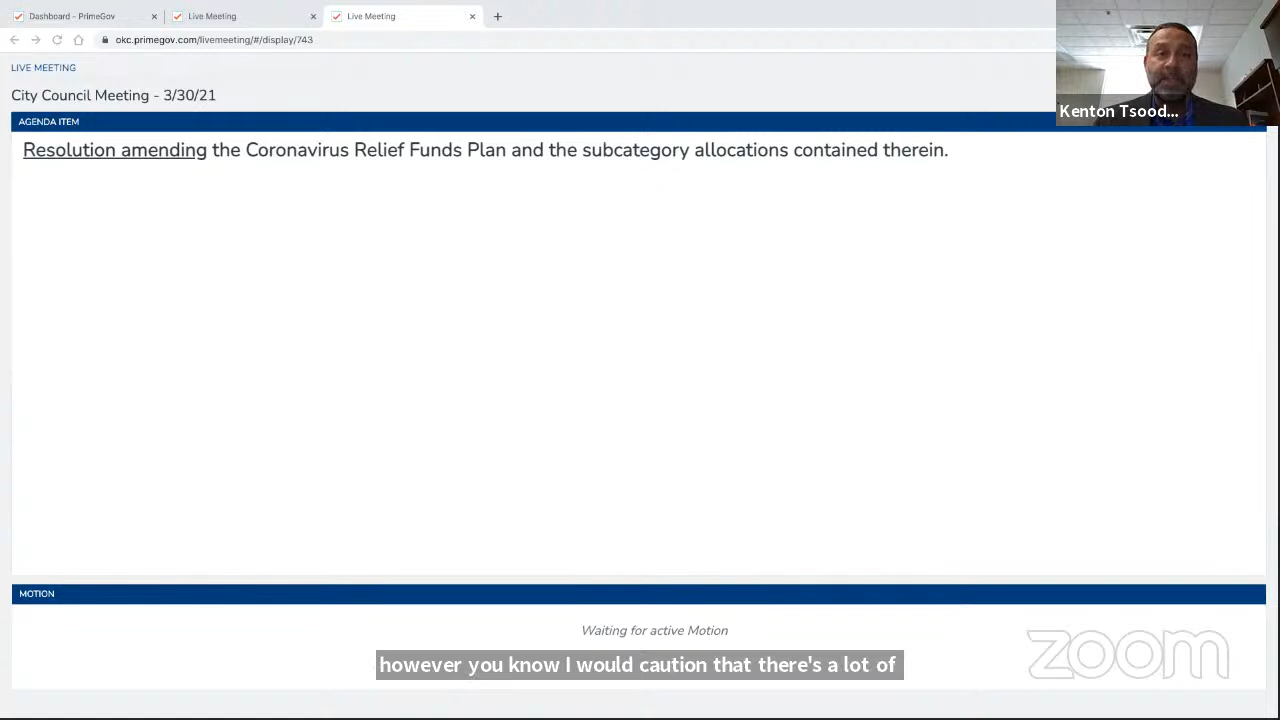 Dashboard - PrimeGov
Live Meeting
Live Meeting
okc.primegov.com/livemeeting/#/display/743
LIVE MEETING
City Council Meeting - 3/30/21
Kenton Tsood...
AGENDA ITEM
Resolution amending the Coronavirus Relief Funds Plan and the subcategory allocations contained therein.
MOTION
Waiting for active Motion
however you know I would caution that there's a lot of
zoom